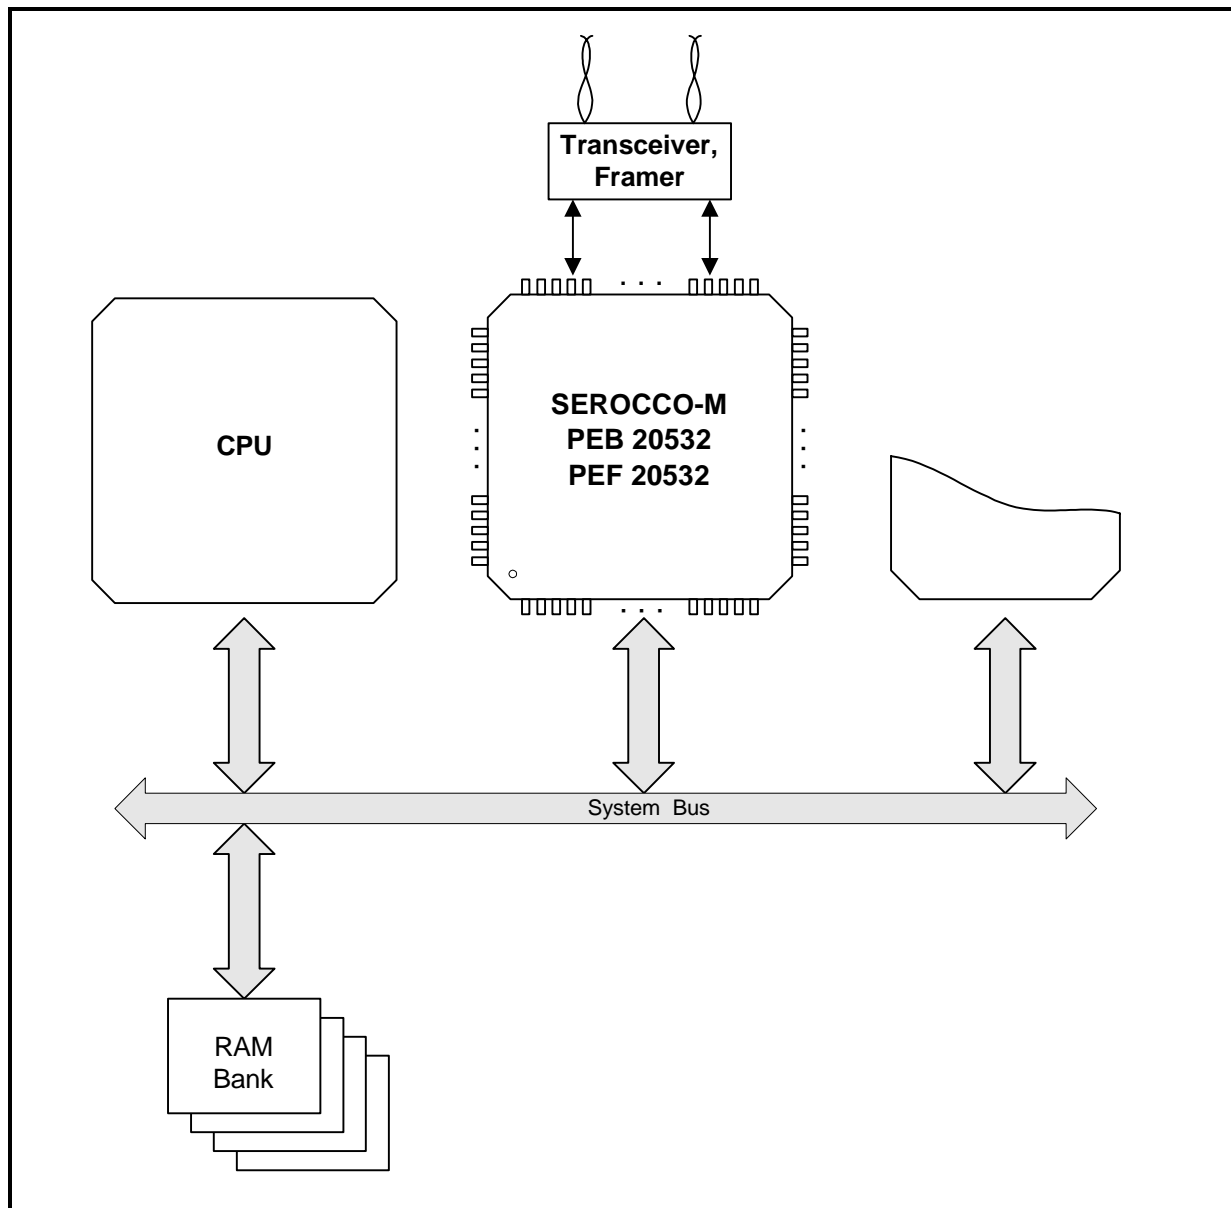 Transceiver,
Framer
CPU
SEROCCO-M
PEB 20532
PEF 20532
System Bus
RAM
Bank